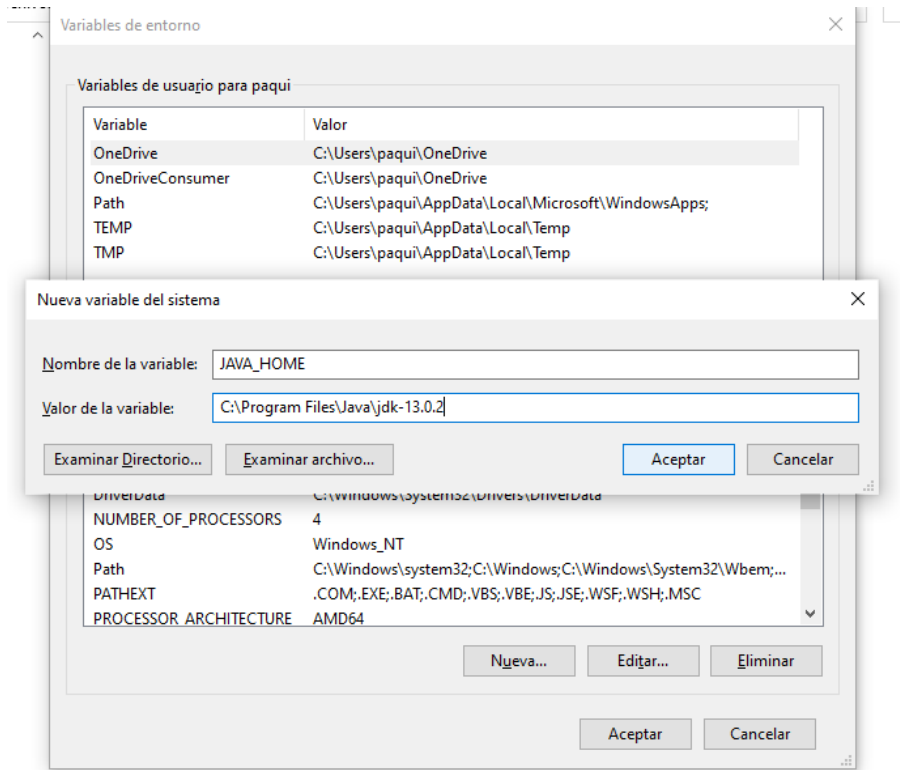 Variables de entorno
Variables de usuario para paqui
Variable Valor
OneDrive C:\Users\paqui\OneDrive
OneDriveConsumer C:\Users\paqui\OneDrive
Path C:\Users\paqui\AppData\Local\Microsoft\WindowsApps;
TEMP C:\Users\paqui\AppData\Local\Temp
TMP C:\Users\paqui\AppData\Local\Temp
Nueva variable del sistema
Nombre de la variable: JAVA_HOME
Valor de la variable: C:\Program Files\Java\jdk-13.0.2
Examinar Directorio... Examinar archivo... Aceptar Cancelar
DriverData C:\Windows\System32\Drivers\DriverData
NUMBER_OF_PROCESSORS 4
OS Windows_NT
Path C:\Windows\system32;C:\Windows;C:\Windows\System32\Wbem;...
PATHEXT .COM;.EXE;.BAT;.CMD;.VBS;.VBE;.JS;.JSE;.WSF;.WSH;.MSC
PROCESSOR_ARCHITECTURE AMD64
Nueva... Editar... Eliminar
Aceptar Cancelar